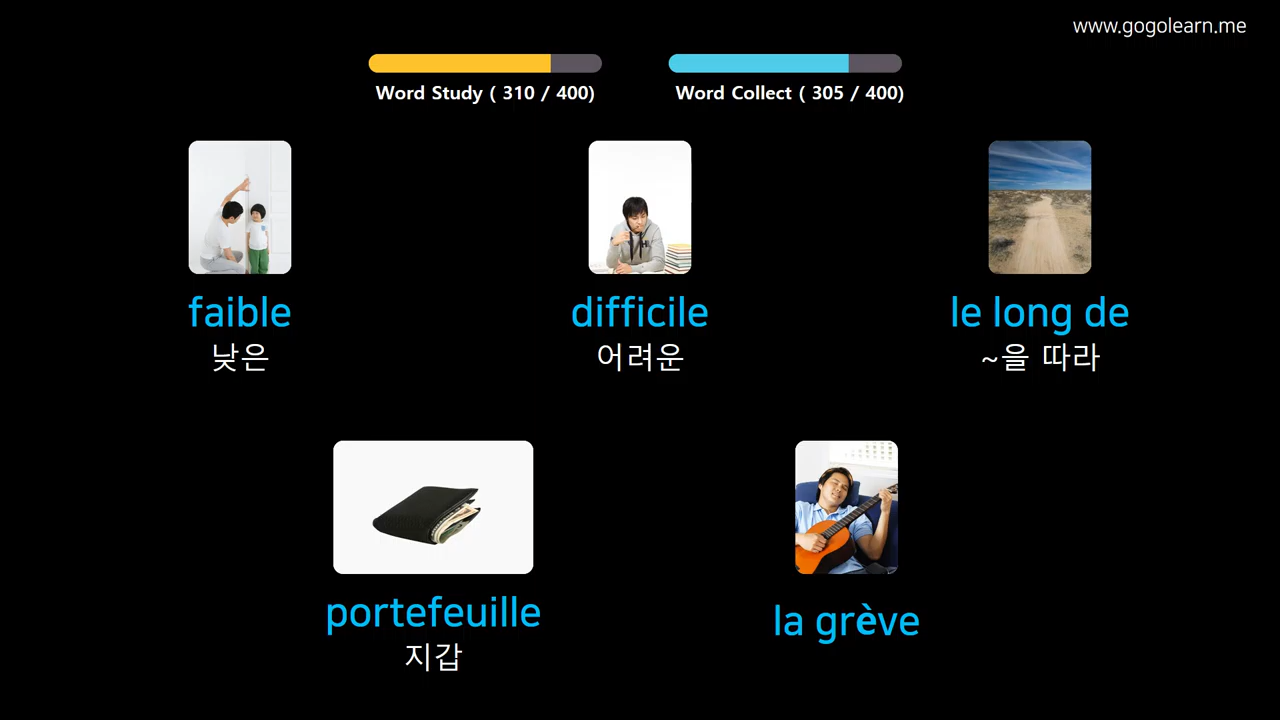 www.gogolearn.me
Word Study ( 310 / 400)
Word Collect ( 305 / 400)
faible
낮은
difficile
어려운
le long de
~을 따라
portefeuille
지갑
la grève